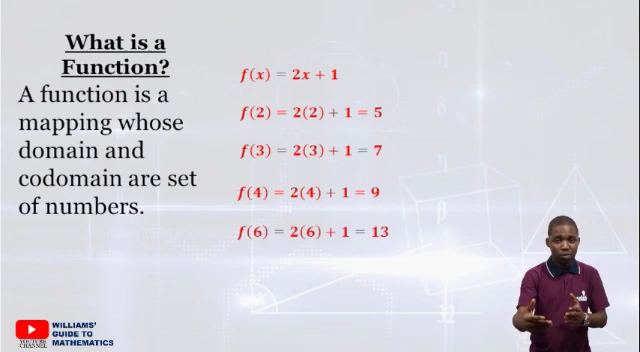 What is a
Function?
A function is a
mapping whose
domain and
codomain are set
of numbers.
f(x) = 2x + 1
f(2) = 2(2) + 1 = 5
f(3) = 2(3) + 1 = 7
f(4) = 2(4) + 1 = 9
f(6) = 2(6) + 1 = 13
YOUTUBE
CHANNEL
WILLIAMS'
GUIDE TO
MATHEMATICS